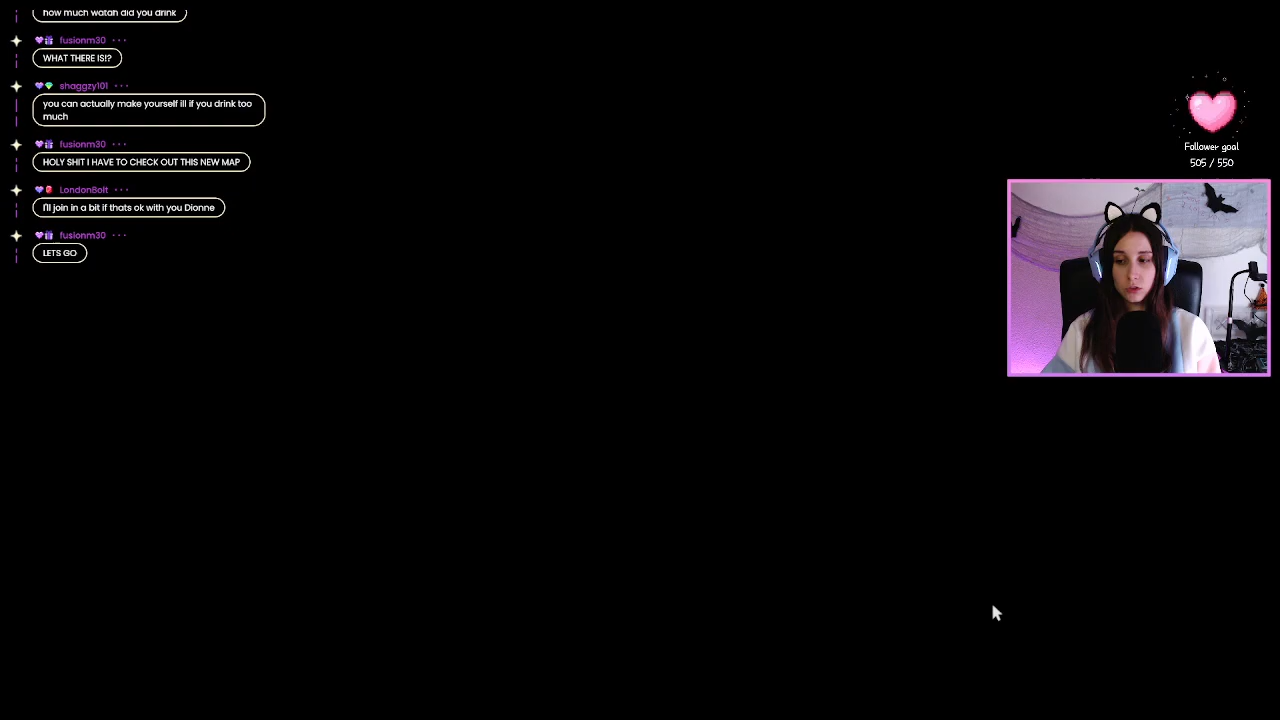 how much watah did you drink
fusionm30
WHAT THERE IS!?
shaggzy101
you can actually make yourself ill if you drink too
much
fusionm30
HOLY SHIT I HAVE TO CHECK OUT THIS NEW MAP
LondonBolt
I'll join in a bit if thats ok with you Dionne
fusionm30
LETS GO
Follower goal
505 / 550